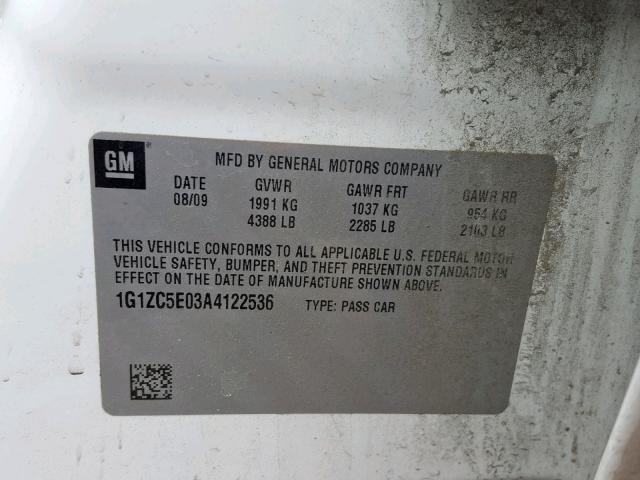 GM
MFD BY GENERAL MOTORS COMPANY
DATE GVWR GAWR FRT GAWR RR
08/09 1991 KG 1037 KG 954 KG
4388 LB 2285 LB 2103 LB
THIS VEHICLE CONFORMS TO ALL APPLICABLE U.S. FEDERAL MOTOR
VEHICLE SAFETY, BUMPER, AND THEFT PREVENTION STANDARDS IN
EFFECT ON THE DATE OF MANUFACTURE SHOWN ABOVE.
1G1ZC5E03A4122536 TYPE: PASS CAR